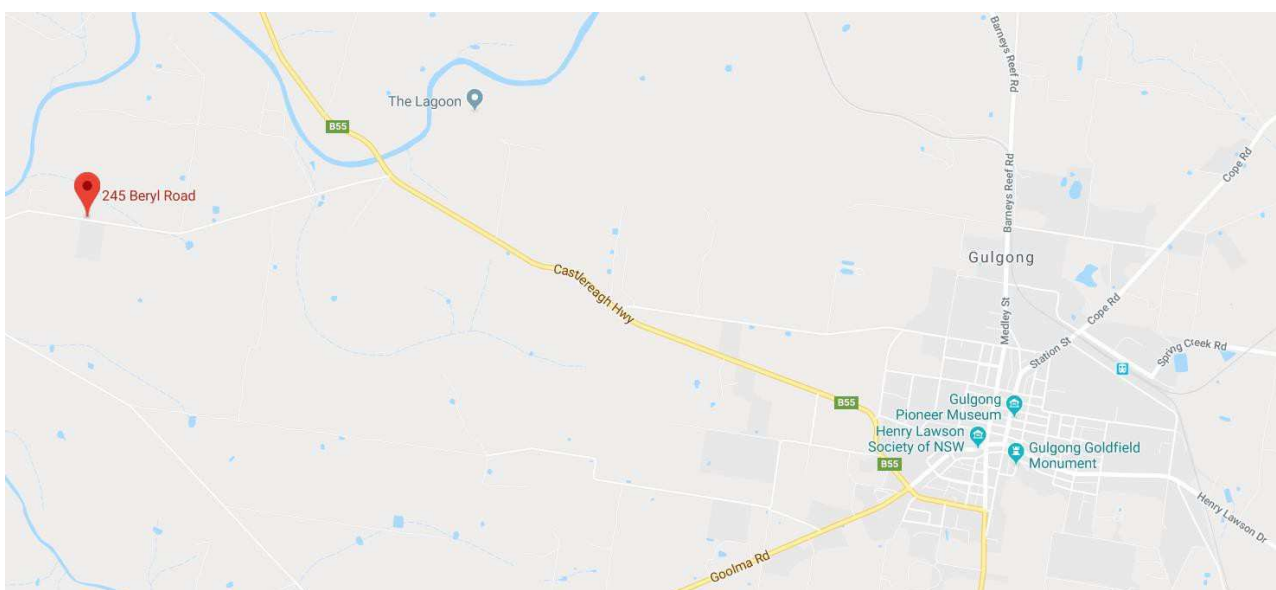 Barneys Reef Rd
The Lagoon
B55
Cope Rd
Barneys Reef Rd
245 Beryl Road
Gulgong
Castlereagh Hwy
Medley St
Cope Rd
Station St
Spring Creek Rd
B55
Gulgong
Pioneer Museum
Henry Lawson
Society of NSW
Gulgong Goldfield
Monument
B55
Henry Lawson Dr
Goolma Rd